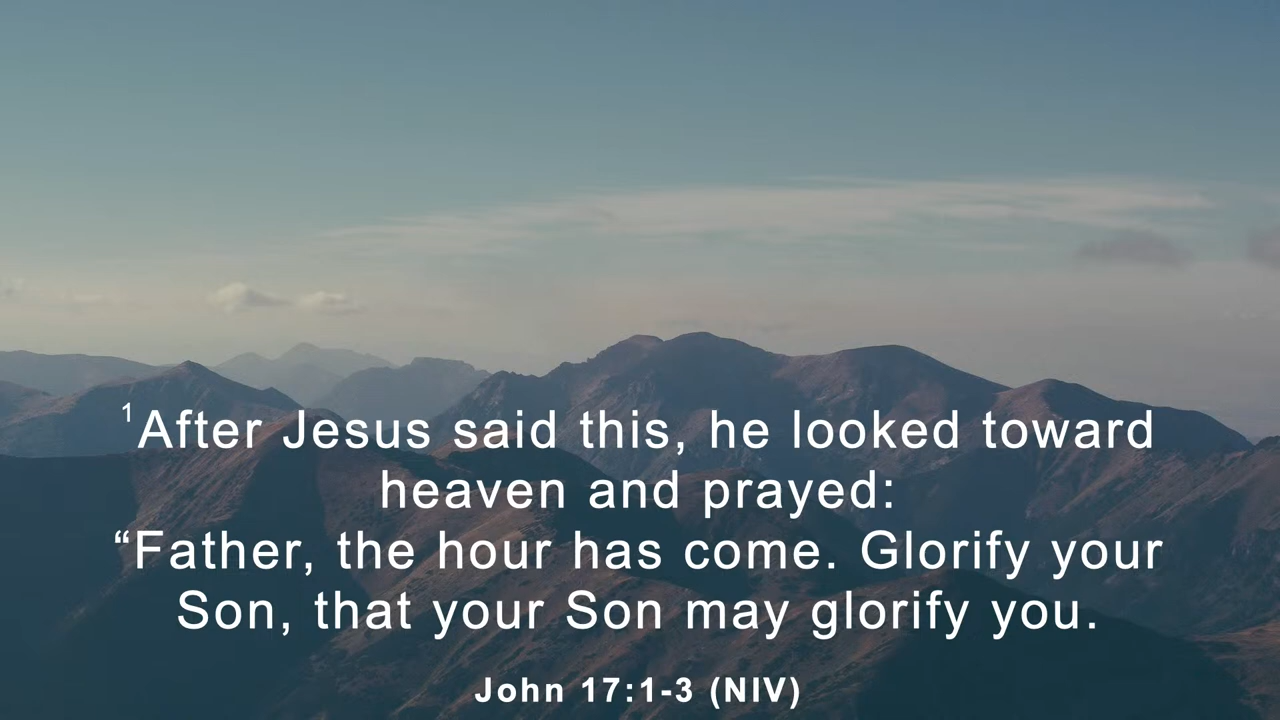 ¹After Jesus said this, he looked toward
heaven and prayed:
“Father, the hour has come. Glorify your
Son, that your Son may glorify you.
John 17:1-3 (NIV)